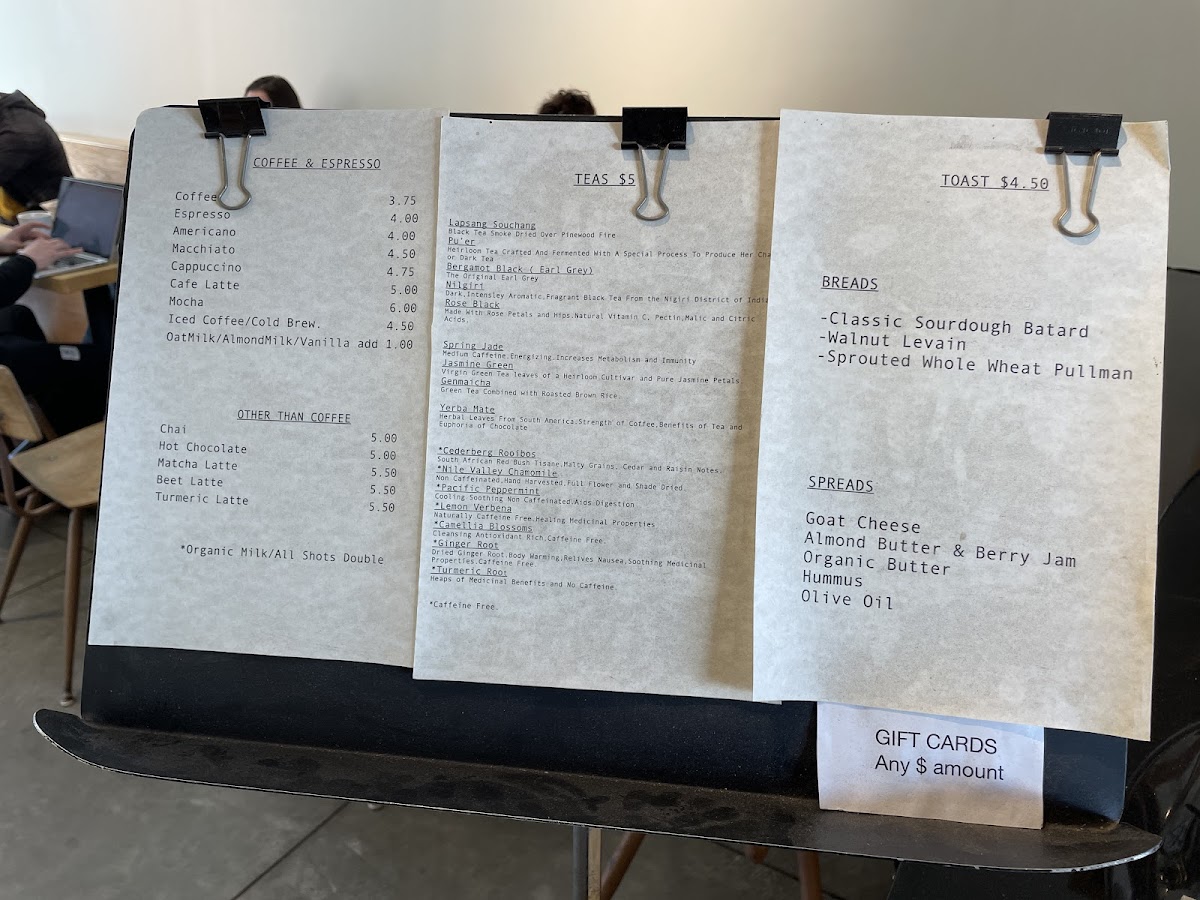 COFFEE & ESPRESSO
Coffee 3.75
Espresso 4.00
Americano 4.00
Macchiato 4.50
Cappuccino 4.75
Cafe Latte 5.00
Mocha 6.00
Iced Coffee/Cold Brew. 4.50
OatMilk/AlmondMilk/Vanilla add 1.00
OTHER THAN COFFEE
Chai 5.00
Hot Chocolate 5.00
Matcha Latte 5.50
Beet Latte 5.50
Turmeric Latte 5.50
*Organic Milk/All Shots Double
TEAS $5
Lapsang Souchang
Black Tea Smoke Dried Over Pinewood Fire
Pu'er
Heirloom Tea Crafted And Fermented With A Special Process To Produce Her Cha
or Dark Tea
Bergamot Black ( Earl Grey)
The Original Earl Grey
Nilgiri
Dark,Intensley Aromatic,Fragrant Black Tea From the Nigiri District of Indi
Rose Black
Made With Rose Petals and Hips.Natural Vitamin C, Pectin,Malic and Citric
Acids.
Spring Jade
Medium Caffeine.Energizing.Increases Metabolism and Immunity
Jasmine Green
Virgin Green Tea leaves of a Heirloom Cultivar and Pure Jasmine Petals
Genmaicha
Green Tea Combined with Roasted Brown Rice.
Yerba Mate
Herbal Leaves From South America.Strength of Coffee.Benefits of Tea and
Euphoria of Chocolate
*Cederberg Rooibos
South African Red Bush Tisane.Malty Grains, Cedar and Raisin Notes.
*Nile Valley Chamomile
Non Caffeinated,Hand Harvested,Full Flower and Shade Dried.
*Pacific Peppermint
Cooling Soothing Non Caffeinated.Aids Digestion
*Lemon Verbena
Naturally Caffeine Free.Healing Medicinal Properties
*Camellia Blossoms
Cleansing Antioxidant Rich,Caffeine Free.
*Ginger Root
Dried Ginger Root.Body Warming,Relives Nausea,Soothing Medicinal
Properties.Caffeine Free
*Turmeric Root
Heaps of Medicinal Benefits and No Caffeine.
*Caffeine Free.
TOAST $4.50
BREADS
-Classic Sourdough Batard
-Walnut Levain
-Sprouted Whole Wheat Pullman
SPREADS
Goat Cheese
Almond Butter & Berry Jam
Organic Butter
Hummus
Olive Oil
GIFT CARDS
Any $ amount